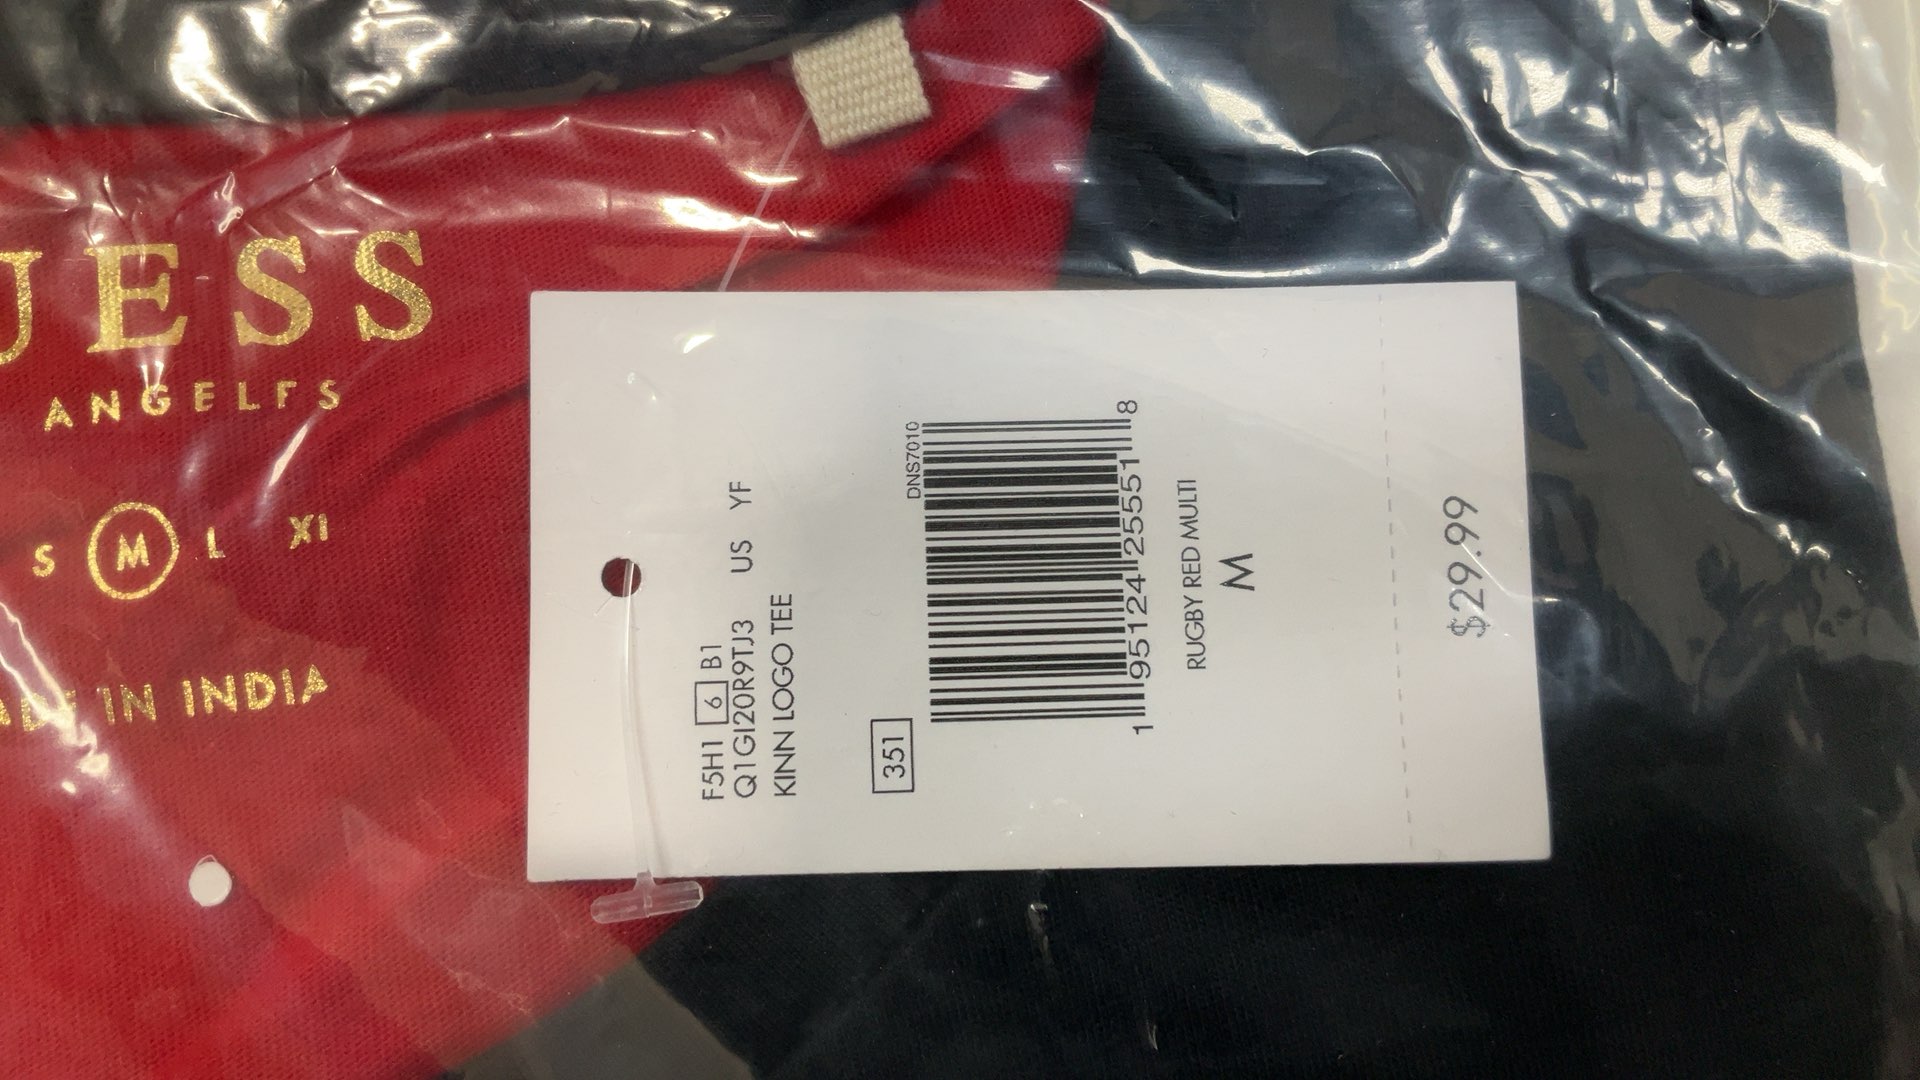 UESS
ANGELES
S M L XL
MADE IN INDIA
F5H1 6 B1
Q1GI20R9TJ3 US YF
KINN LOGO TEE
351
DNS7010
1 95124 25551 8
RUGBY RED MULTI
M
$29.99